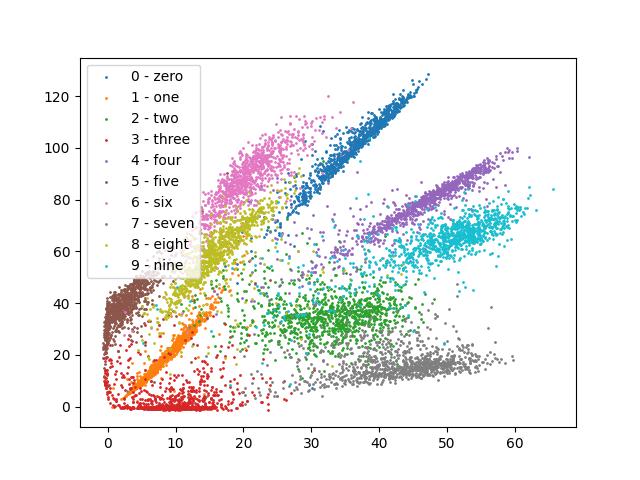 120
100
80
60
40
20
0
0 - zero
1 - one
2 - two
3 - three
4 - four
5 - five
6 - six
7 - seven
8 - eight
9 - nine
0 10 20 30 40 50 60